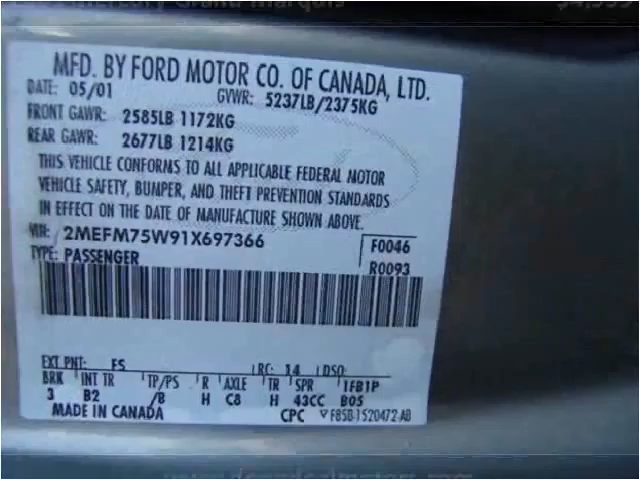 Mercury Grand Marquis
MFD. BY FORD MOTOR CO. OF CANADA, LTD.
DATE: 05/01 GVWR: 5237LB/2375KG
FRONT GAWR: 2585LB 1172KG
REAR GAWR: 2677LB 1214KG
THIS VEHICLE CONFORMS TO ALL APPLICABLE FEDERAL MOTOR
VEHICLE SAFETY, BUMPER, AND THEFT PREVENTION STANDARDS
IN EFFECT ON THE DATE OF MANUFACTURE SHOWN ABOVE.
VIN: 2MEFM75W91X697366 F0046
TYPE: PASSENGER R0093
EXT PNT: FS RC: 14 DSO:
BRK INT TR TP/PS R AXLE TR SPR 1FB1P
3 B2 /B H C8 H 43CC B05
MADE IN CANADA CPC F85B-1520472-AB